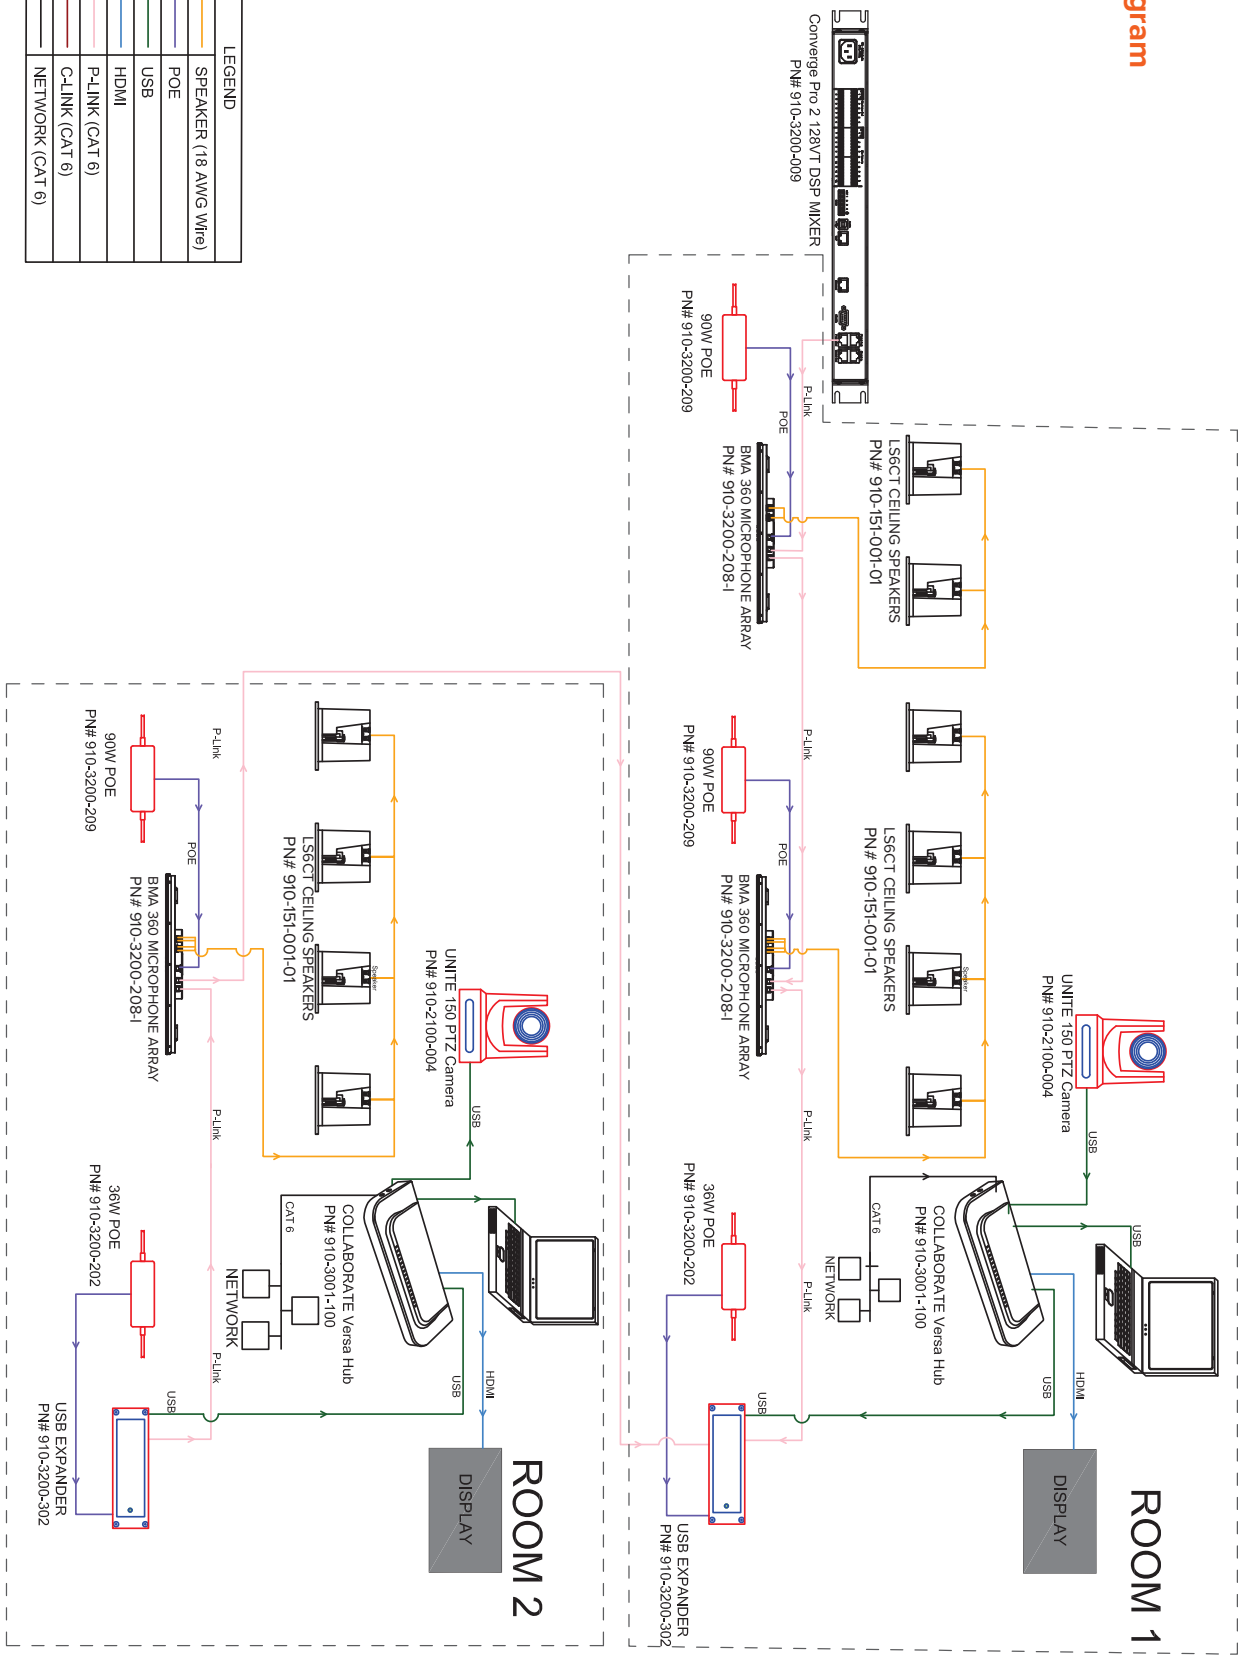 gram
Converge Pro 2 128VT DSP MIXER
PN# 910-3200-009
ROOM 1
LS6CT CEILING SPEAKERS
PN# 910-151-001-01
LS6CT CEILING SPEAKERS
PN# 910-151-001-01
Speaker
UNITE 150 PTZ Camera
PN# 910-2100-004
USB
USB
COLLABORATE Versa Hub
PN# 910-3001-100
CAT 6
NETWORK
HDMI
USB
DISPLAY
P-Link
POE
90W POE
PN# 910-3200-209
BMA 360 MICROPHONE ARRAY
PN# 910-3200-208-I
P-Link
POE
90W POE
PN# 910-3200-209
BMA 360 MICROPHONE ARRAY
PN# 910-3200-208-I
P-Link
P-Link
36W POE
PN# 910-3200-202
USB
USB EXPANDER
PN# 910-3200-302
ROOM 2
LS6CT CEILING SPEAKERS
PN# 910-151-001-01
Speaker
UNITE 150 PTZ Camera
PN# 910-2100-004
USB
COLLABORATE Versa Hub
PN# 910-3001-100
CAT 6
NETWORK
HDMI
USB
DISPLAY
P-Link
POE
90W POE
PN# 910-3200-209
BMA 360 MICROPHONE ARRAY
PN# 910-3200-208-I
P-Link
P-Link
36W POE
PN# 910-3200-202
USB
USB EXPANDER
PN# 910-3200-302
LEGEND
SPEAKER (18 AWG Wire)
POE
USB
HDMI
P-LINK (CAT 6)
C-LINK (CAT 6)
NETWORK (CAT 6)